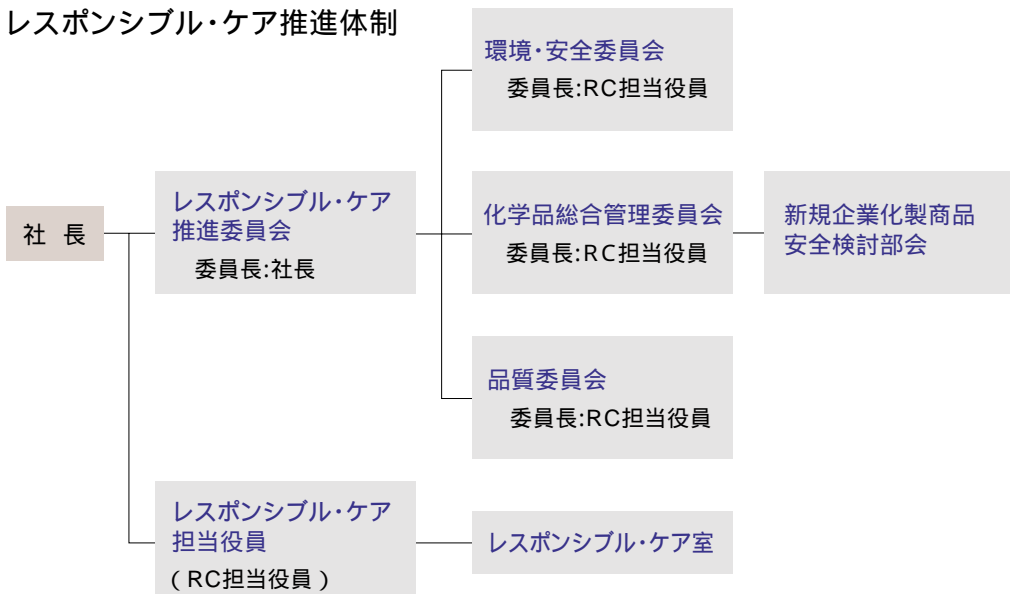 レスポンシブル・ケア推進体制
環境・安全委員会
委員長:RC担当役員
社 長
レスポンシブル・ケア
推進委員会
委員長:社長
化学品総合管理委員会
委員長:RC担当役員
新規企業化製商品
安全検討部会
品質委員会
委員長:RC担当役員
レスポンシブル・ケア
担当役員
(RC担当役員)
レスポンシブル・ケア室